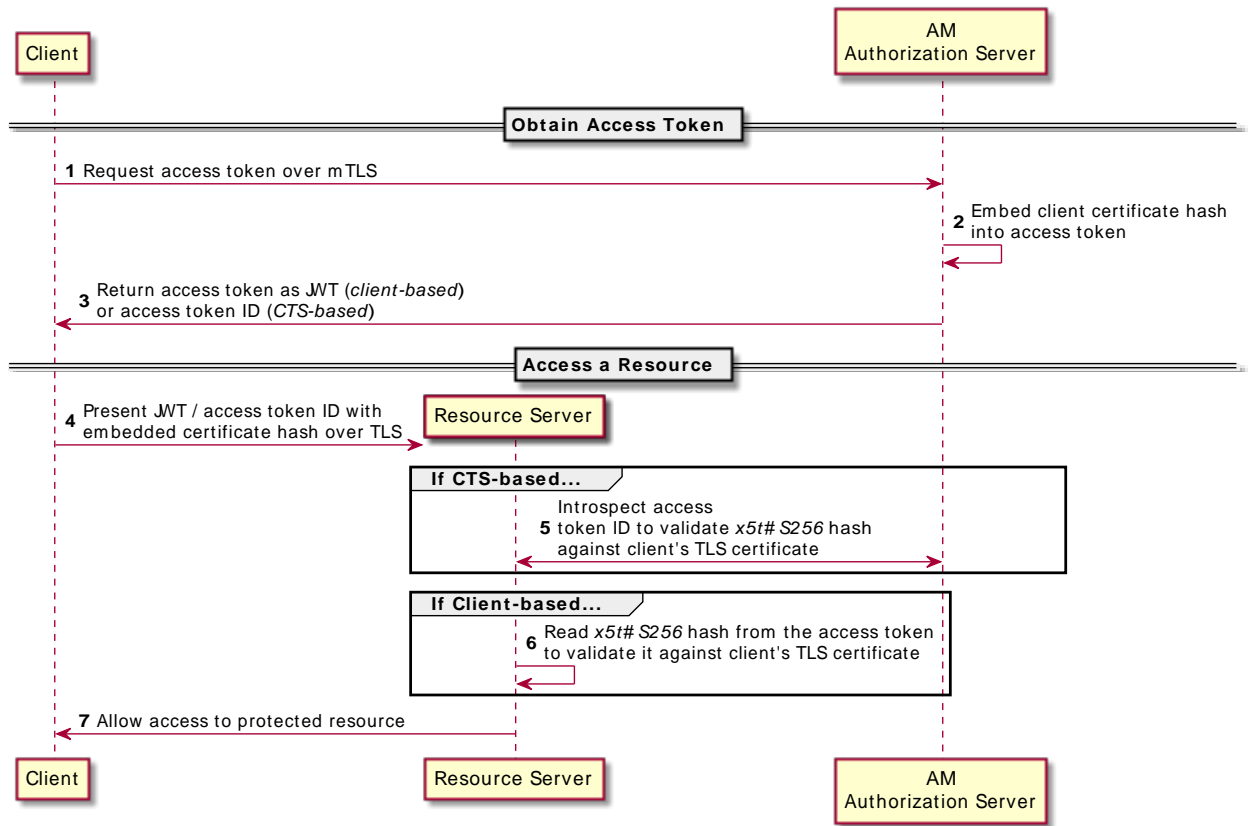 Client
AM
Authorization Server
Obtain Access Token
1 Request access token over mTLS
2 Embed client certificate hash
into access token
3 Return access token as JWT (client-based)
or access token ID (CTS-based)
Access a Resource
4 Present JWT / access token ID with
embedded certificate hash over TLS
Resource Server
If CTS-based...
Introspect access
5 token ID to validate x5t#S256 hash
against client's TLS certificate
If Client-based...
6 Read x5t#S256 hash from the access token
to validate it against client's TLS certificate
7 Allow access to protected resource
Client
Resource Server
AM
Authorization Server